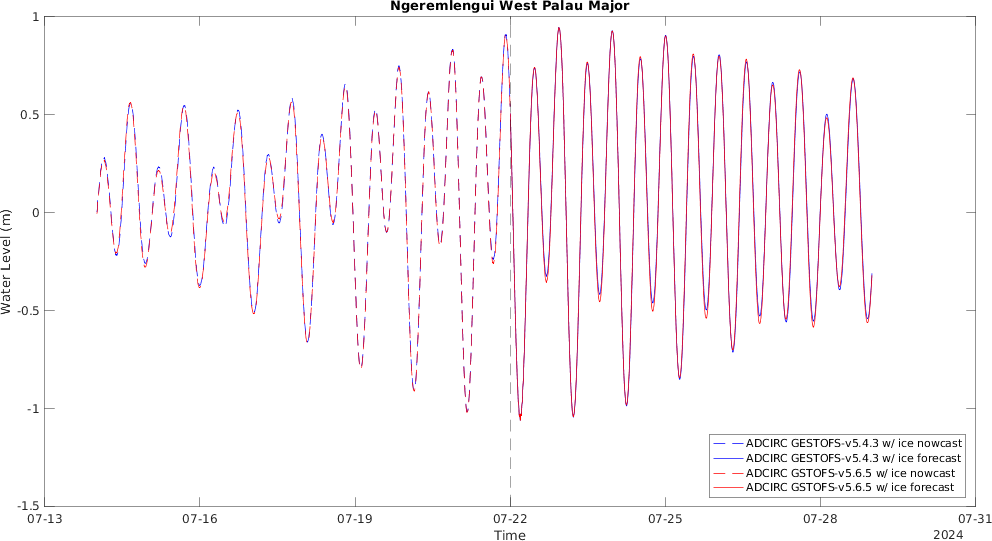 Ngeremlengui West Palau Major
1
0.5
0
-0.5
-1
-1.5
Water Level (m)
07-13
07-16
07-19
07-22
07-25
07-28
07-31
Time
2024
ADCIRC GESTOFS-v5.4.3 w/ ice nowcast
ADCIRC GESTOFS-v5.4.3 w/ ice forecast
ADCIRC GSTOFS-v5.6.5 w/ ice nowcast
ADCIRC GSTOFS-v5.6.5 w/ ice forecast